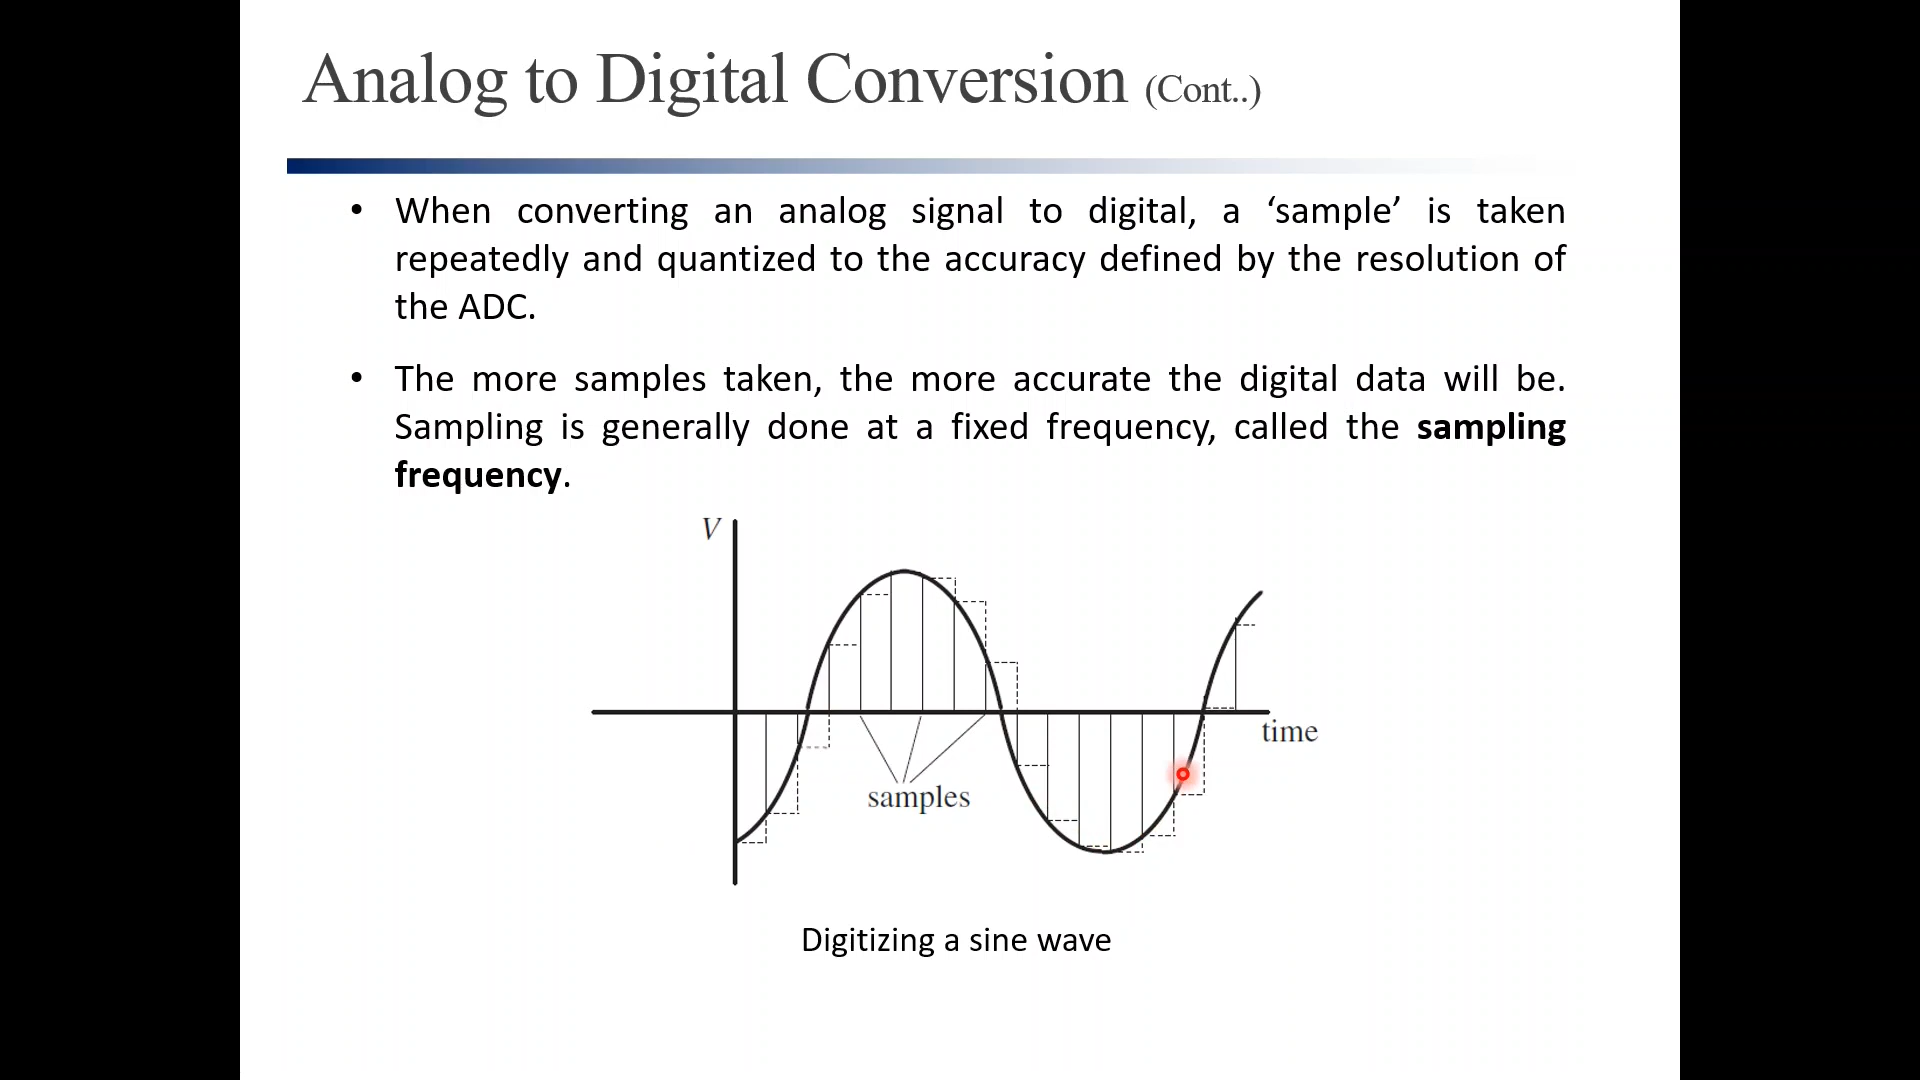 Analog to Digital Conversion (Cont..)
• When converting an analog signal to digital, a ‘sample’ is taken
repeatedly and quantized to the accuracy defined by the resolution of
the ADC.
• The more samples taken, the more accurate the digital data will be.
Sampling is generally done at a fixed frequency, called the sampling
frequency.
V
time
samples
Digitizing a sine wave